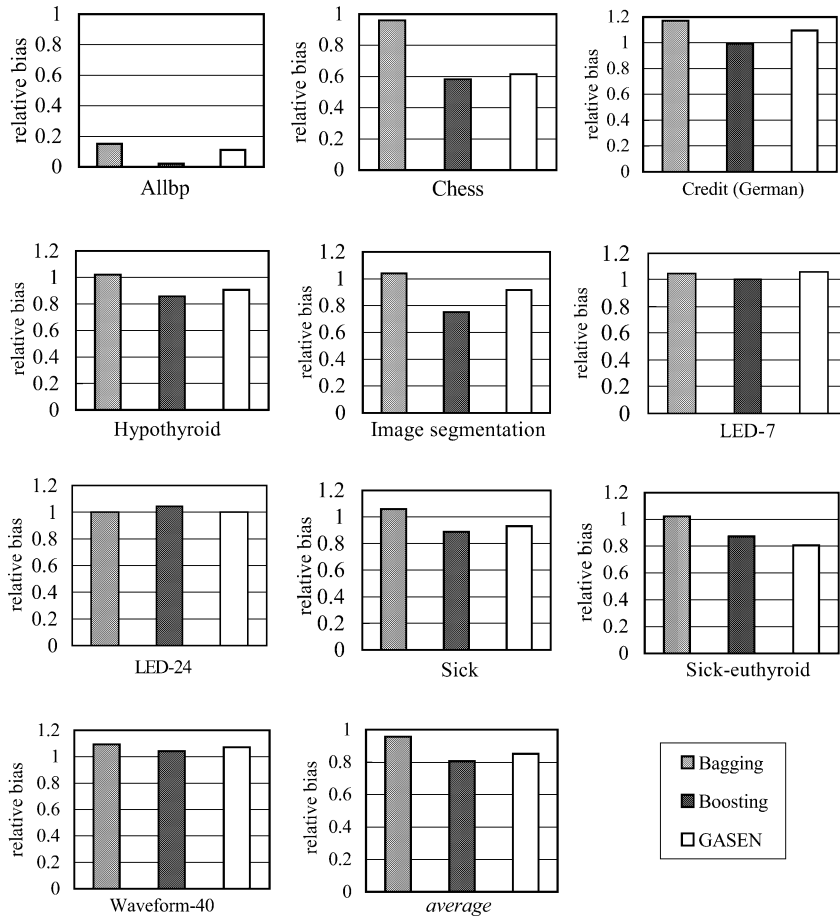 relative bias
1
0.8
0.6
0.4
0.2
0
Allbp
relative bias
1
0.8
0.6
0.4
0.2
0
Chess
relative bias
1.2
1
0.8
0.6
0.4
0.2
0
Credit (German)
relative bias
1.2
1
0.8
0.6
0.4
0.2
0
Hypothyroid
relative bias
1.2
1
0.8
0.6
0.4
0.2
0
Image segmentation
relative bias
1.2
1
0.8
0.6
0.4
0.2
0
LED-7
relative bias
1.2
1
0.8
0.6
0.4
0.2
0
LED-24
relative bias
1.2
1
0.8
0.6
0.4
0.2
0
Sick
relative bias
1.2
1
0.8
0.6
0.4
0.2
0
Sick-euthyroid
relative bias
1.2
1
0.8
0.6
0.4
0.2
0
Waveform-40
relative bias
1
0.8
0.6
0.4
0.2
0
average
Bagging
Boosting
GASEN